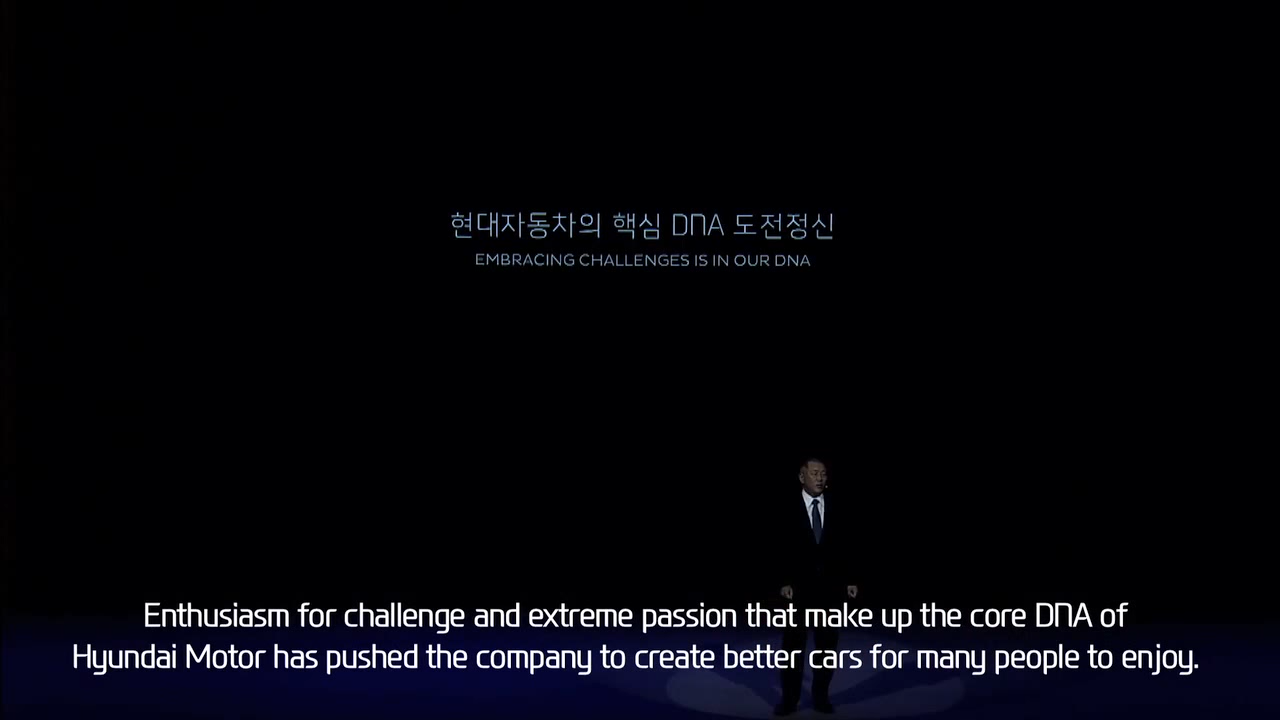 현대자동차의 핵심 DNA 도전정신
EMBRACING CHALLENGES IS IN OUR DNA
Enthusiasm for challenge and extreme passion that make up the core DNA of
Hyundai Motor has pushed the company to create better cars for many people to enjoy.